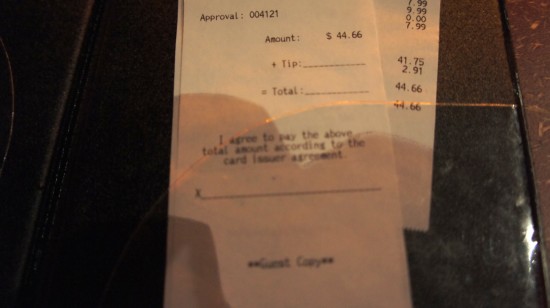 Approval: 004121
Amount: $ 44.66
+ Tip:
= Total:
I agree to pay the above
total amount according to the
card issuer agreement.
X
**Guest Copy**
7.99
9.99
0.00
7.99
41.75
2.91
44.66
44.66